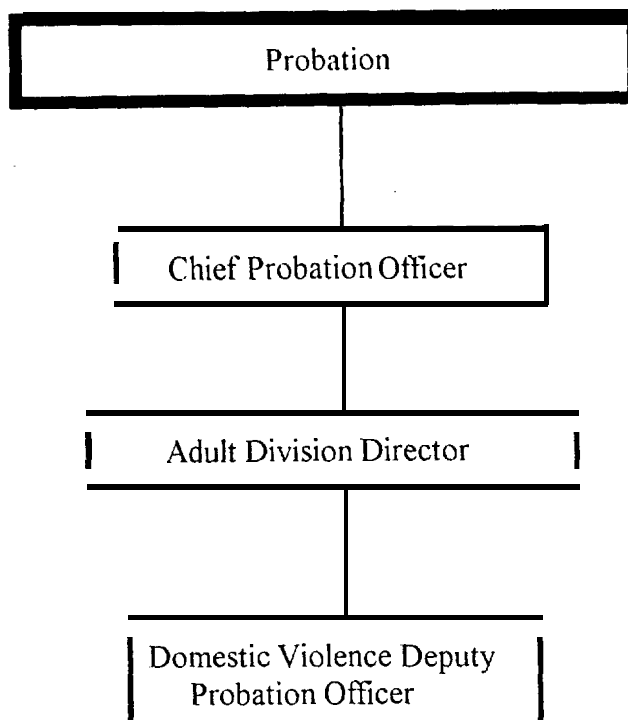 Probation
Chief Probation Officer
Adult Division Director
Domestic Violence Deputy
Probation Officer